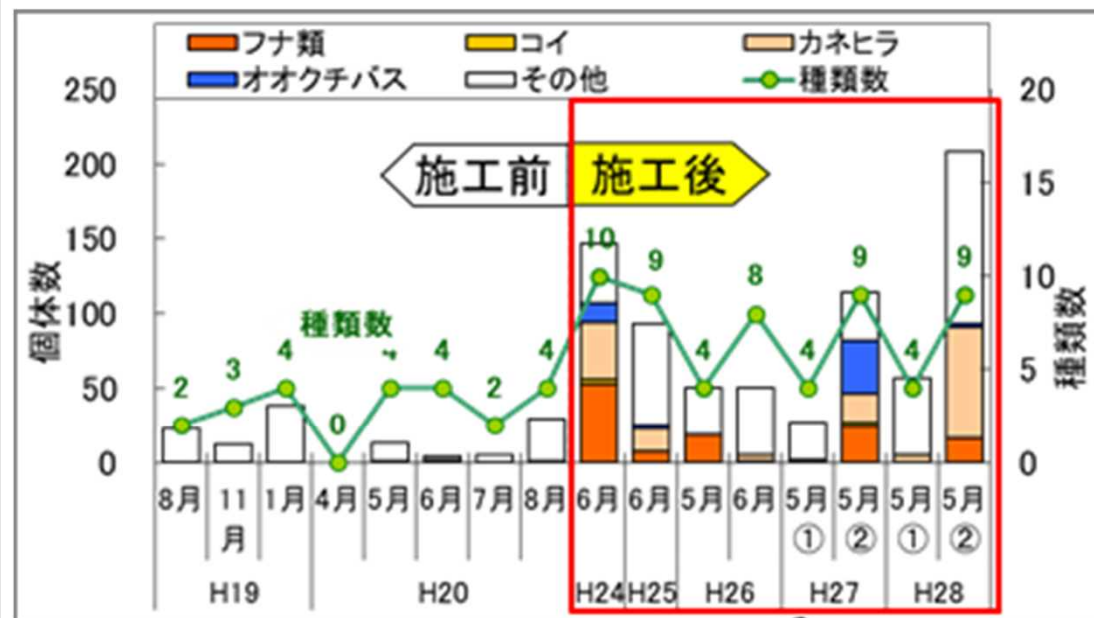 フナ類 コイ カネヒラ
オオクチバス その他 種類数
250 20
施工前 施工後
200
15
150
10 9 8 9 9
個体数 種類数
100
10
種類数
2 3 4 0 4 4 2 4 4 4 4
50
5
0 0
8月 11月 1月 4月 5月 6月 7月 8月 6月 6月 5月 6月 5月① 5月② 5月① 5月②
H19 H20 H24 H25 H26 H27 H28